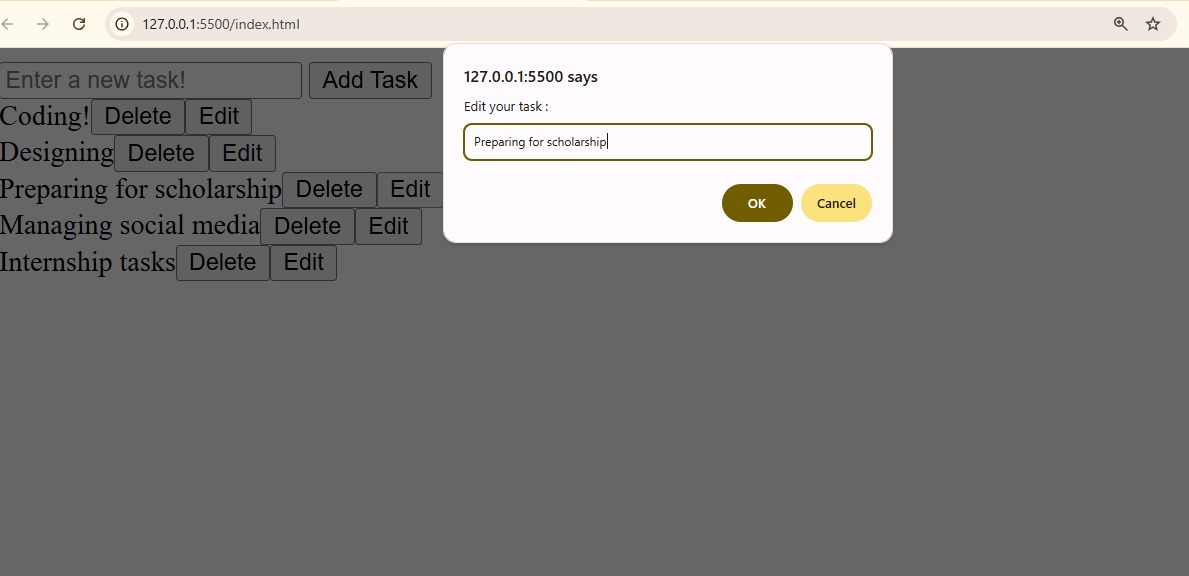 127.0.0.1:5500/index.html
127.0.0.1:5500 says
Edit your task :
Preparing for scholarship
OK Cancel
Enter a new task! Add Task
Coding! Delete Edit
Designing Delete Edit
Preparing for scholarship Delete Edit
Managing social media Delete Edit
Internship tasks Delete Edit